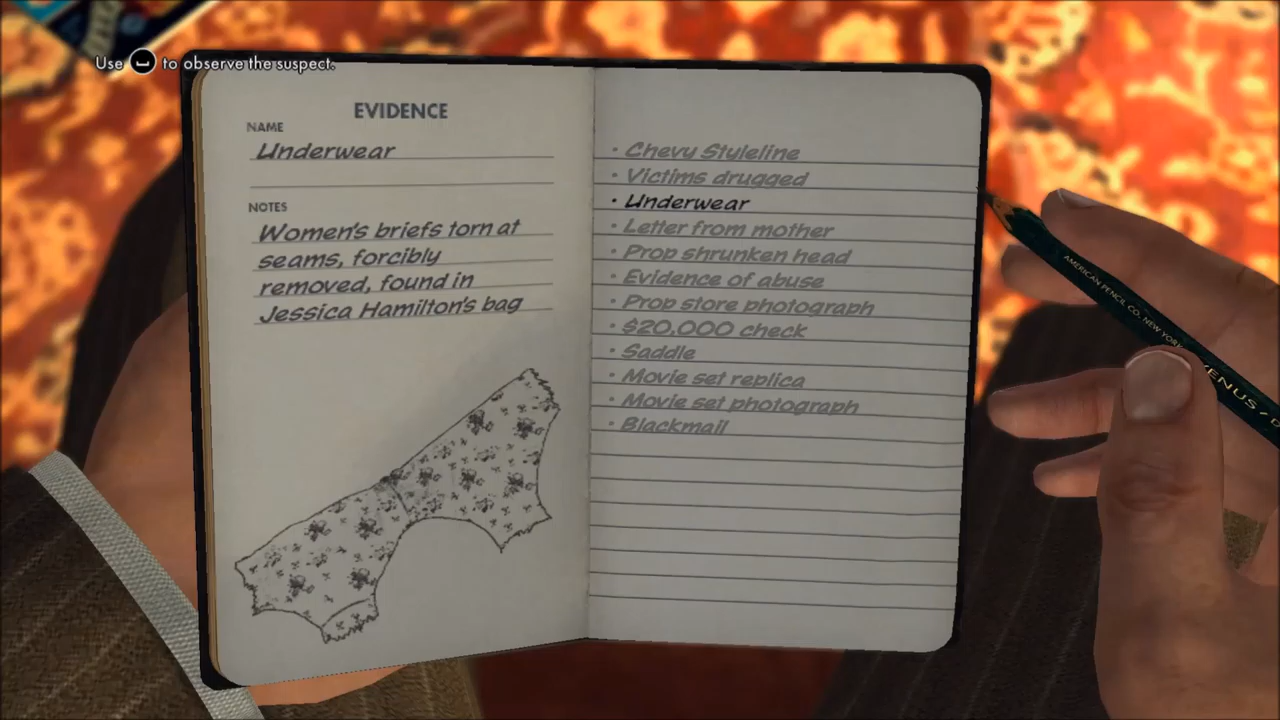 Use to observe the suspect.
EVIDENCE
NAME
Underwear
NOTES
Women's briefs torn at
seams, forcibly
removed, found in
Jessica Hamilton's bag
• Chevy Styleline
• Victims drugged
• Underwear
• Letter from mother
• Prop shrunken head
• Evidence of abuse
• Prop store photograph
• $20,000 check
• Saddle
• Movie set replica
• Movie set photograph
• Blackmail
AMERICAN PENCIL CO. NEW YORK